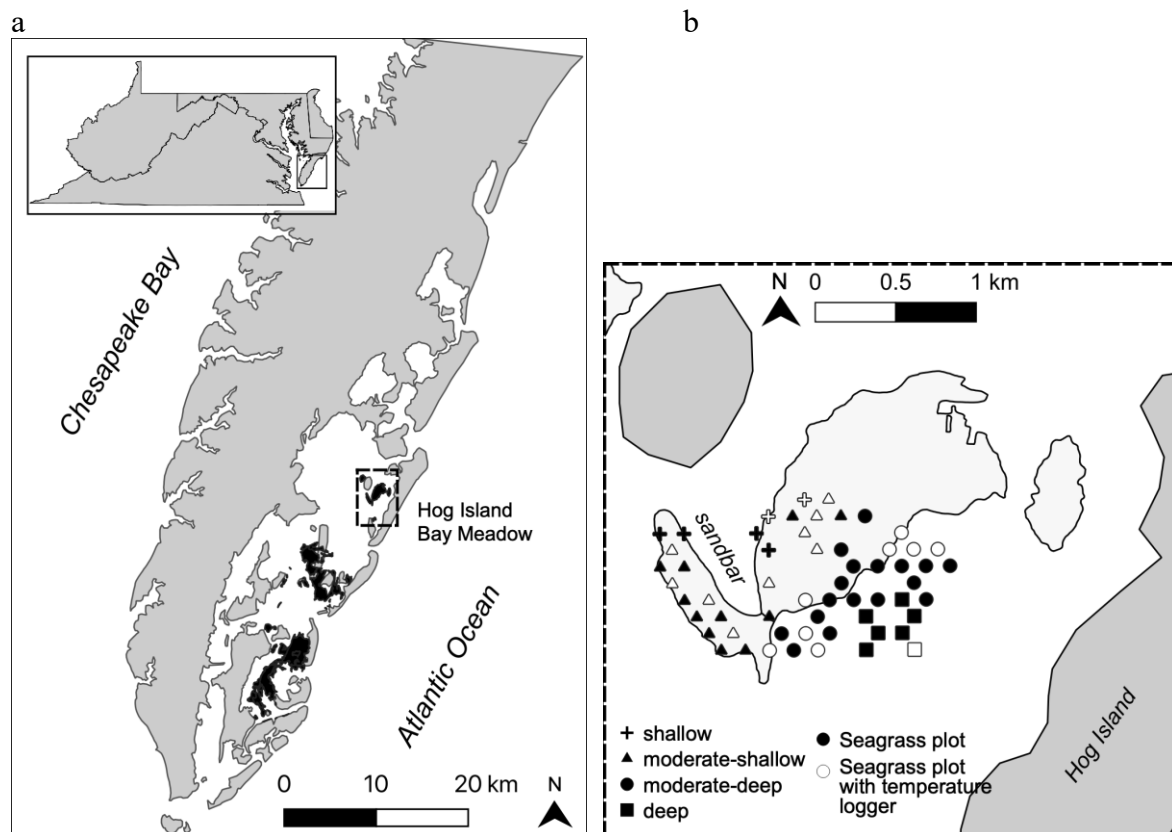 a
b
Chesapeake Bay
Hog Island
Bay Meadow
Atlantic Ocean
0 10 20 km
N
N
0 0.5 1 km
sandbar
Hog Island
shallow
moderate-shallow
moderate-deep
deep
Seagrass plot
Seagrass plot
with temperature
logger